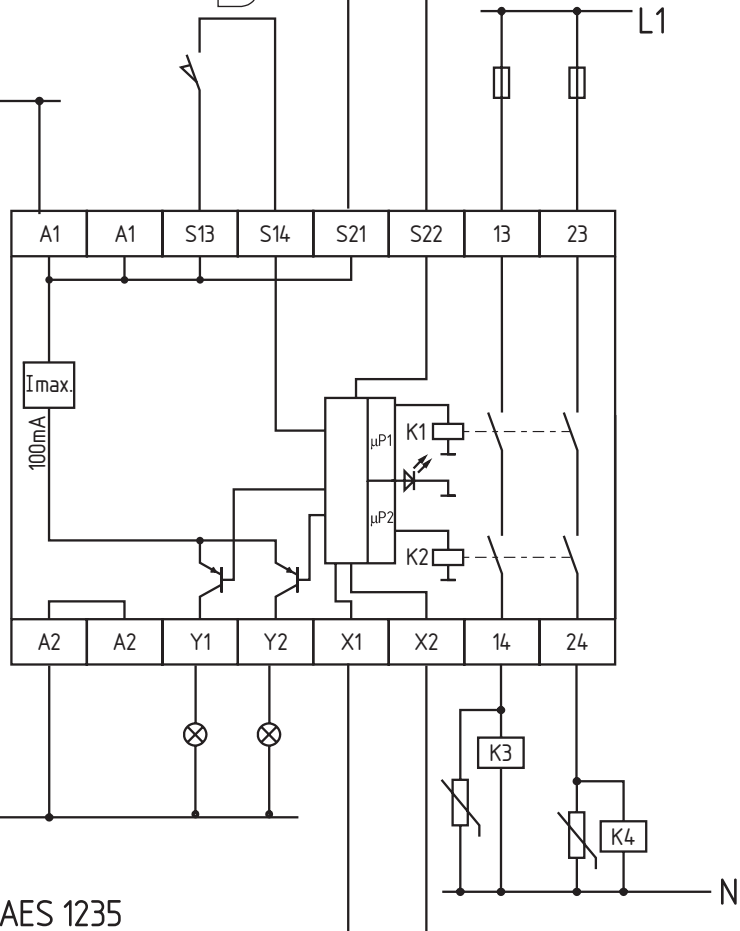 L1
A1 A1 S13 S14 S21 S22 13 23
Imax.
100mA
µP1
K1
µP2
K2
A2 A2 Y1 Y2 X1 X2 14 24
K3
K4
N
AES 1235